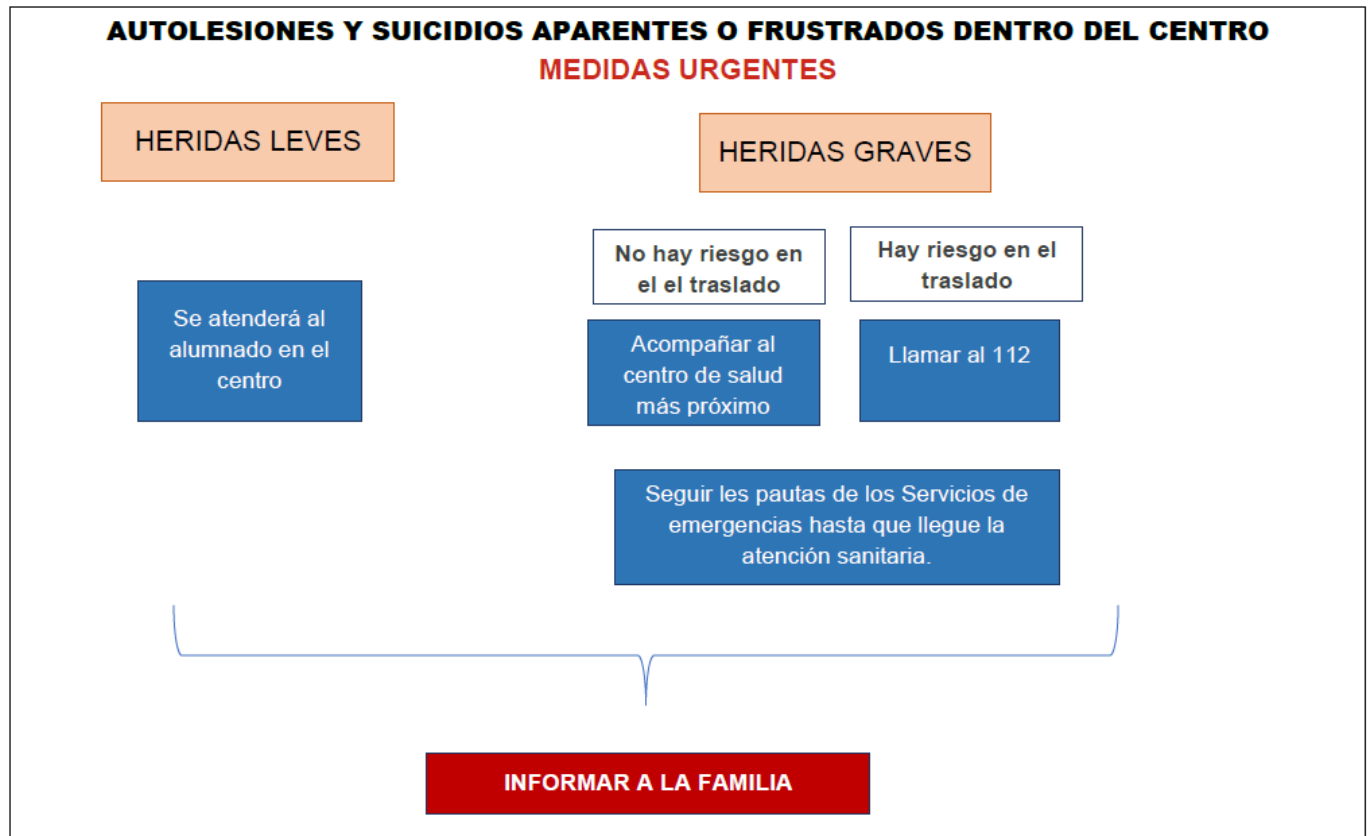 AUTOLESIONES Y SUICIDIOS APARENTES O FRUSTRADOS DENTRO DEL CENTRO
MEDIDAS URGENTES
HERIDAS LEVES
Se atenderá al
alumnado en el
centro
HERIDAS GRAVES
No hay riesgo en
el el traslado
Acompañar al
centro de salud
más próximo
Hay riesgo en el
traslado
Llamar al 112
Seguir les pautas de los Servicios de
emergencias hasta que llegue la
atención sanitaria.
INFORMAR A LA FAMILIA